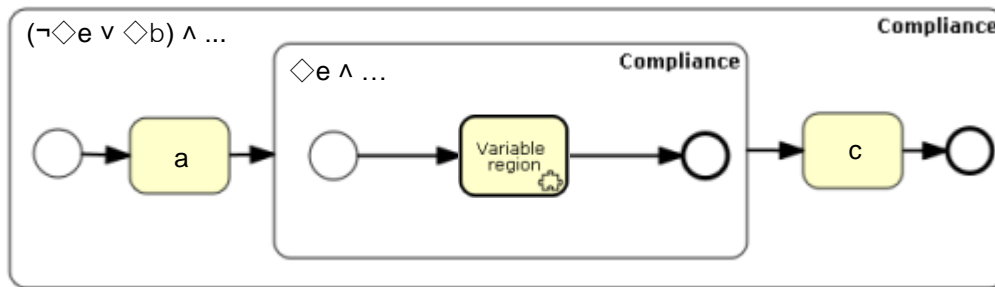 (¬◇e ∨ ◇b) ∧ ...
Compliance
◇e ∧ ...
Compliance
a
Variable
region
c